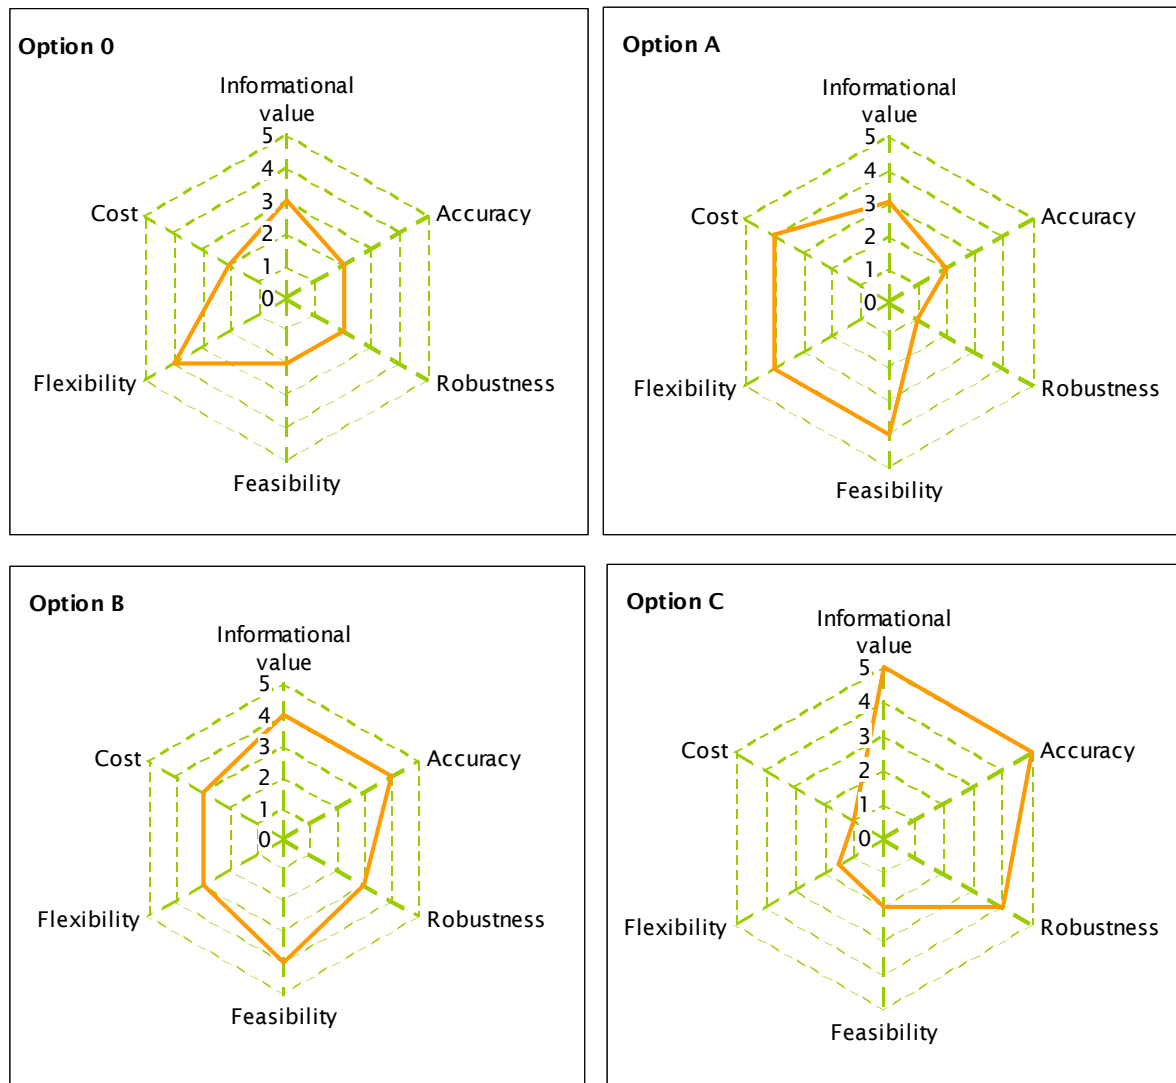 Option 0
Informational
value
5
4
3
2
1
0
Cost
Accuracy
Flexibility
Robustness
Feasibility
Option A
Informational
value
5
4
3
2
1
0
Cost
Accuracy
Flexibility
Robustness
Feasibility
Option B
Informational
value
5
4
3
2
1
0
Cost
Accuracy
Flexibility
Robustness
Feasibility
Option C
Informational
value
5
4
3
2
1
0
Cost
Accuracy
Flexibility
Robustness
Feasibility